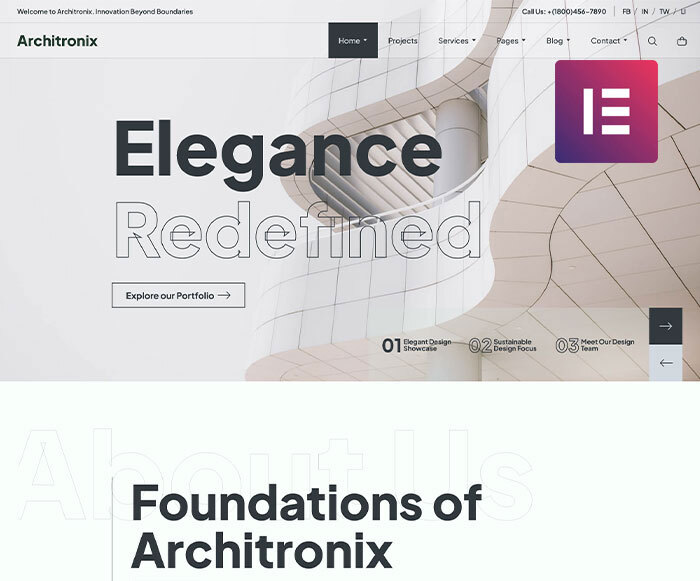 Welcome to Architronix. Innovation Beyond Boundaries
Call Us: +(1800)456-7890
FB / IN / TW / LI
Architronix
Home Projects Services Pages Blog Contact
Elegance
Redefined
Explore our Portfolio
01 Elegant Design
Showcase
02 Sustainable
Design Focus
03 Meet Our Design
Team
About Us
Foundations of
Architronix